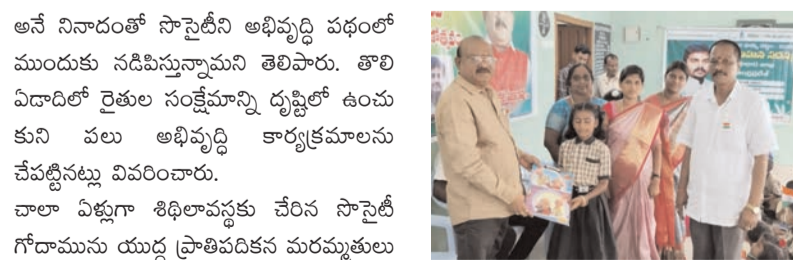 అనే నినాదంతో సొసైటీని అభివృద్ధి పథంలో
ముందుకు నడిపిస్తున్నామని తెలిపారు. తొలి
ఏడాదిలో రైతుల సంక్షేమాన్ని దృష్టిలో ఉంచు
కుని పలు అభివృద్ధి కార్యక్రమాలను
చేపట్టినట్లు వివరించారు.
చాలా ఏళ్లుగా శిథిలావస్థకు చేరిన సొసైటీ
గోదామును యుద్ధ ప్రాతిపదికన మరమ్మతులు